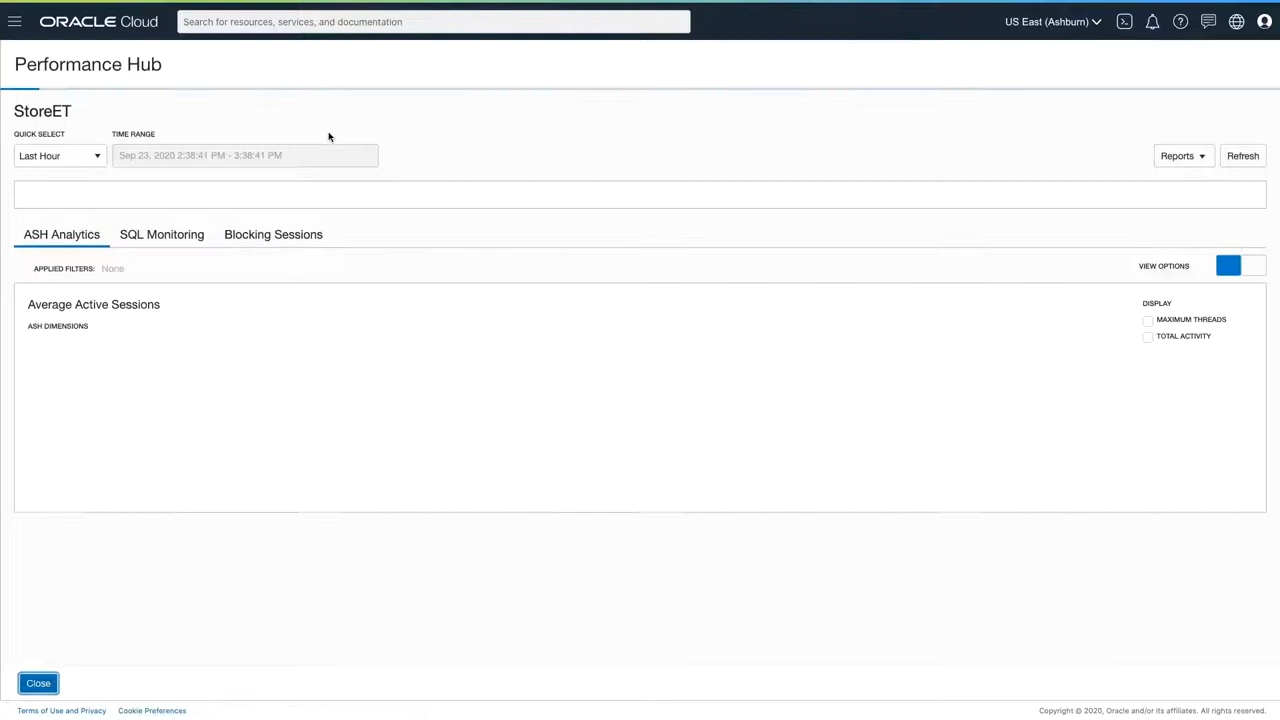 ORACLE Cloud
Search for resources, services, and documentation
US East (Ashburn)
Performance Hub
StoreET
QUICK SELECT
TIME RANGE
Last Hour
Sep 23, 2020 2:38:41 PM - 3:38:41 PM
Reports
Refresh
ASH Analytics
SQL Monitoring
Blocking Sessions
APPLIED FILTERS: None
VIEW OPTIONS
Average Active Sessions
DISPLAY
ASH DIMENSIONS
MAXIMUM THREADS
TOTAL ACTIVITY
Close
Terms of Use and Privacy
Cookie Preferences
Copyright © 2020, Oracle and/or its affiliates. All rights reserved.